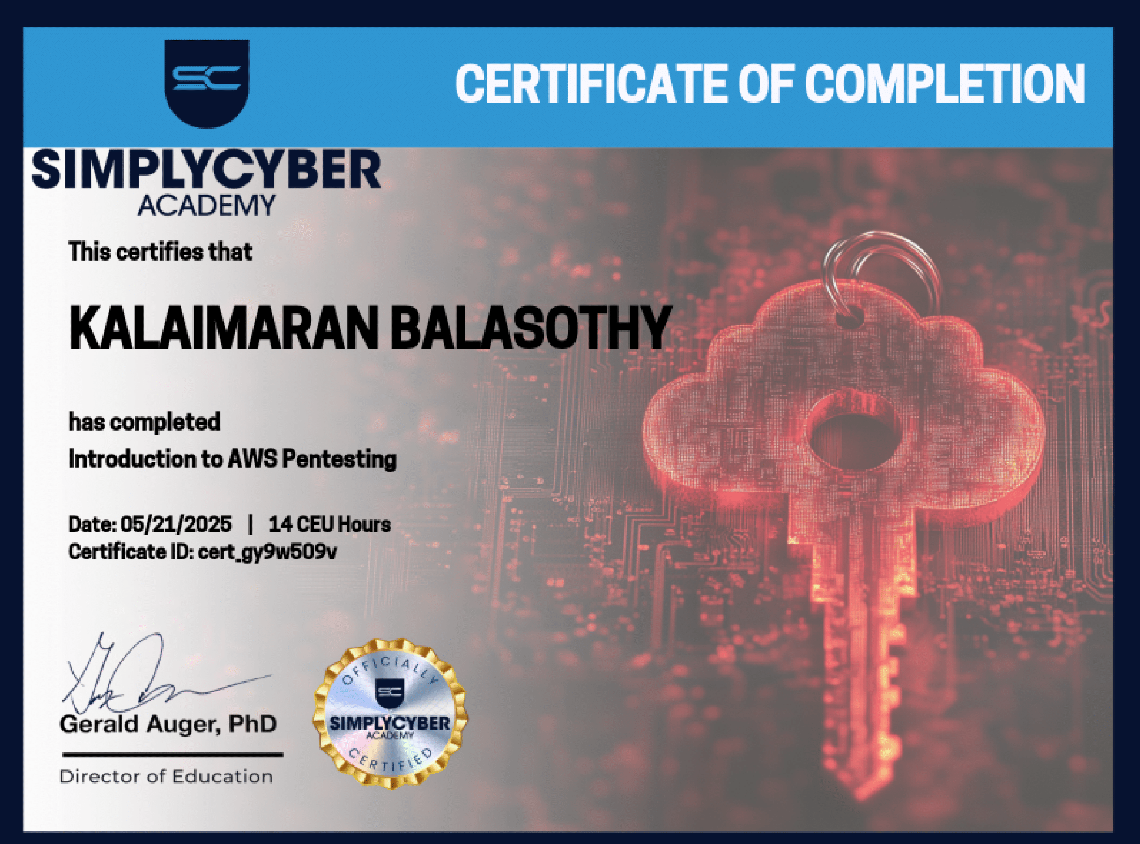 SC
CERTIFICATE OF COMPLETION
SIMPLYCYBER
ACADEMY
This certifies that
KALAIMARAN BALASOTHY
has completed
Introduction to AWS Pentesting
Date: 05/21/2025 | 14 CEU Hours
Certificate ID: cert_gy9w509v
Gerald Auger, PhD
Director of Education
OFFICIALLY
SC
SIMPLYCYBER
ACADEMY
CERTIFIED